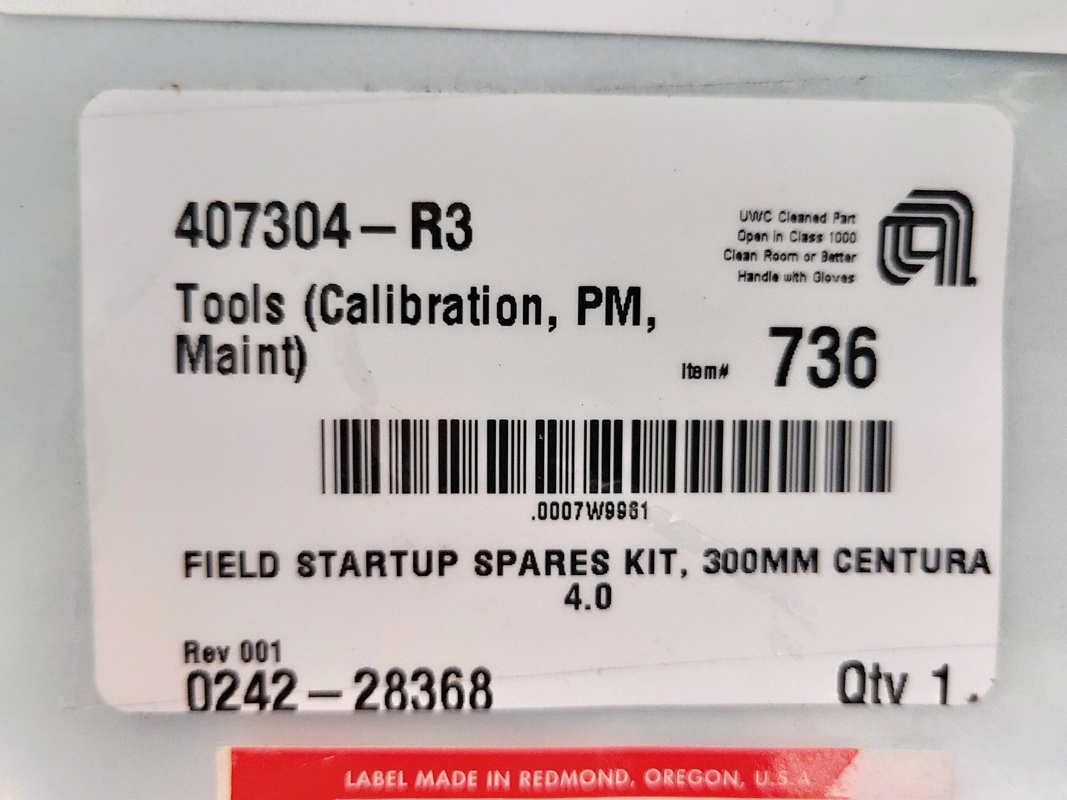 407304-R3
UWC Cleaned Part
Open in Class 1000
Clean Room or Better
Handle with Gloves
Tools (Calibration, PM,
Maint)
Item# 736
.0007W9961
FIELD STARTUP SPARES KIT, 300MM CENTURA
4.0
Rev 001
0242-28368
Qty 1
LABEL MADE IN REDMOND, OREGON, U.S.A.